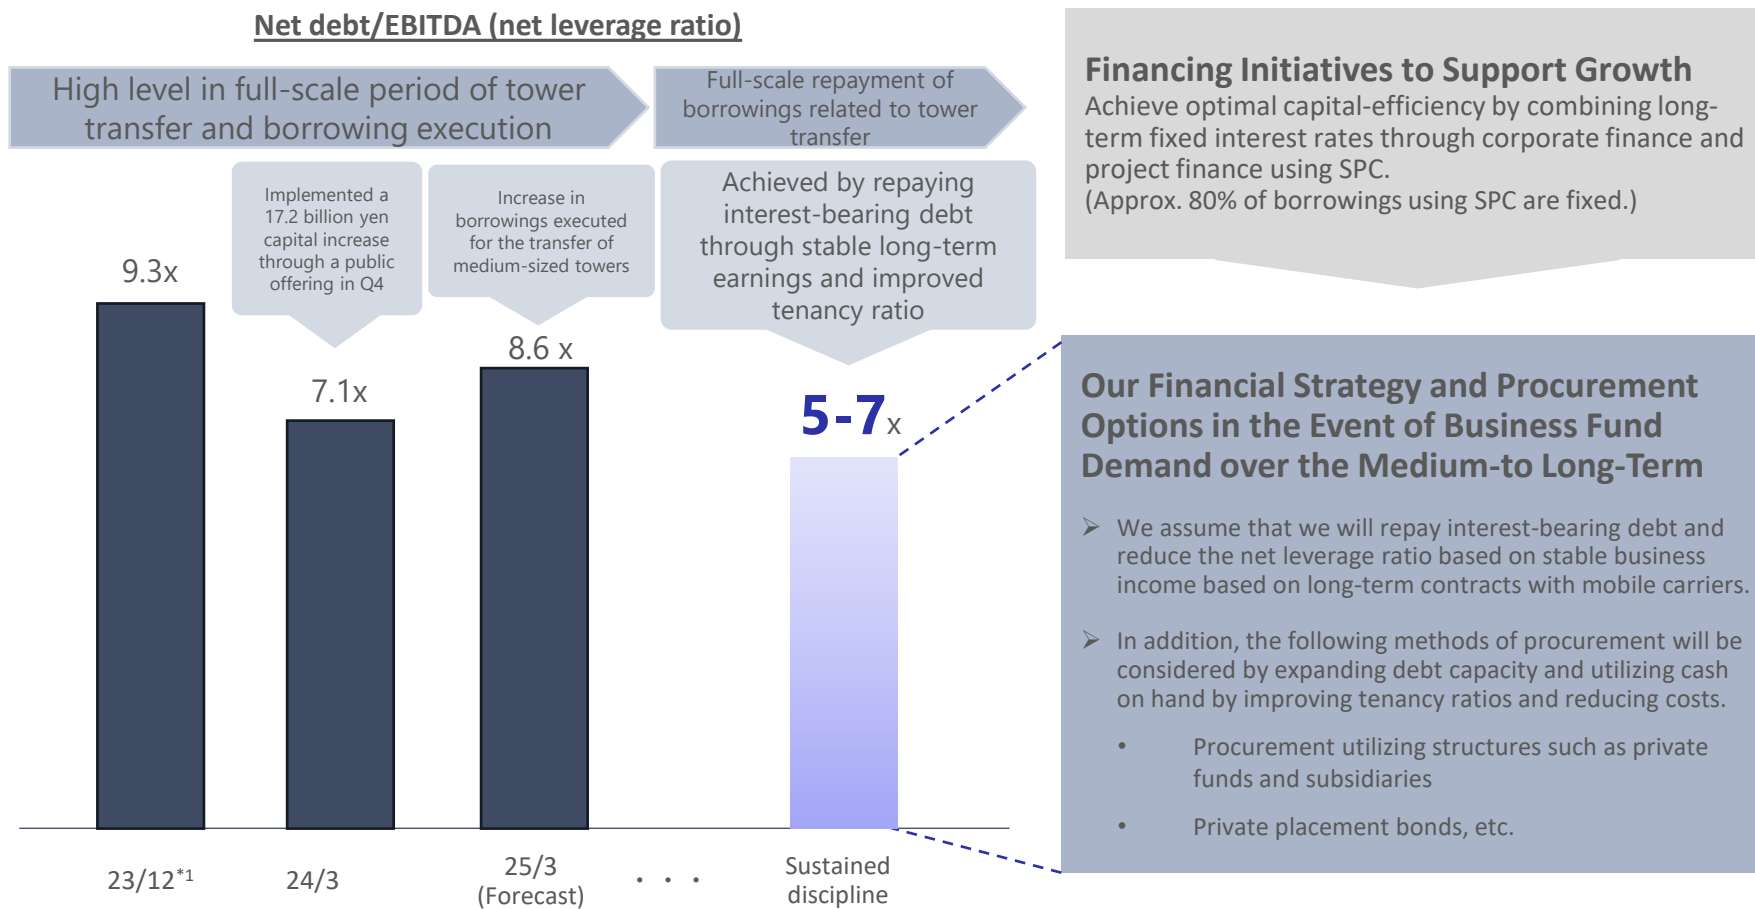 Net debt/EBITDA (net leverage ratio)
High level in full-scale period of tower
transfer and borrowing execution
Full-scale repayment of
borrowings related to tower
transfer
Implemented a
17.2 billion yen
capital increase
through a public
offering in Q4
Increase in
borrowings executed
for the transfer of
medium-sized towers
Achieved by repaying
interest-bearing debt
through stable long-term
earnings and improved
tenancy ratio
9.3x
7.1x
8.6 x
5-7x
23/12*1
24/3
25/3
(Forecast)
· · ·
Sustained
discipline
Financing Initiatives to Support Growth
Achieve optimal capital-efficiency by combining long-
term fixed interest rates through corporate finance and
project finance using SPC.
(Approx. 80% of borrowings using SPC are fixed.)
Our Financial Strategy and Procurement
Options in the Event of Business Fund
Demand over the Medium-to Long-Term
➢ We assume that we will repay interest-bearing debt and
reduce the net leverage ratio based on stable business
income based on long-term contracts with mobile carriers.
➢ In addition, the following methods of procurement will be
considered by expanding debt capacity and utilizing cash
on hand by improving tenancy ratios and reducing costs.
• Procurement utilizing structures such as private
funds and subsidiaries
• Private placement bonds, etc.